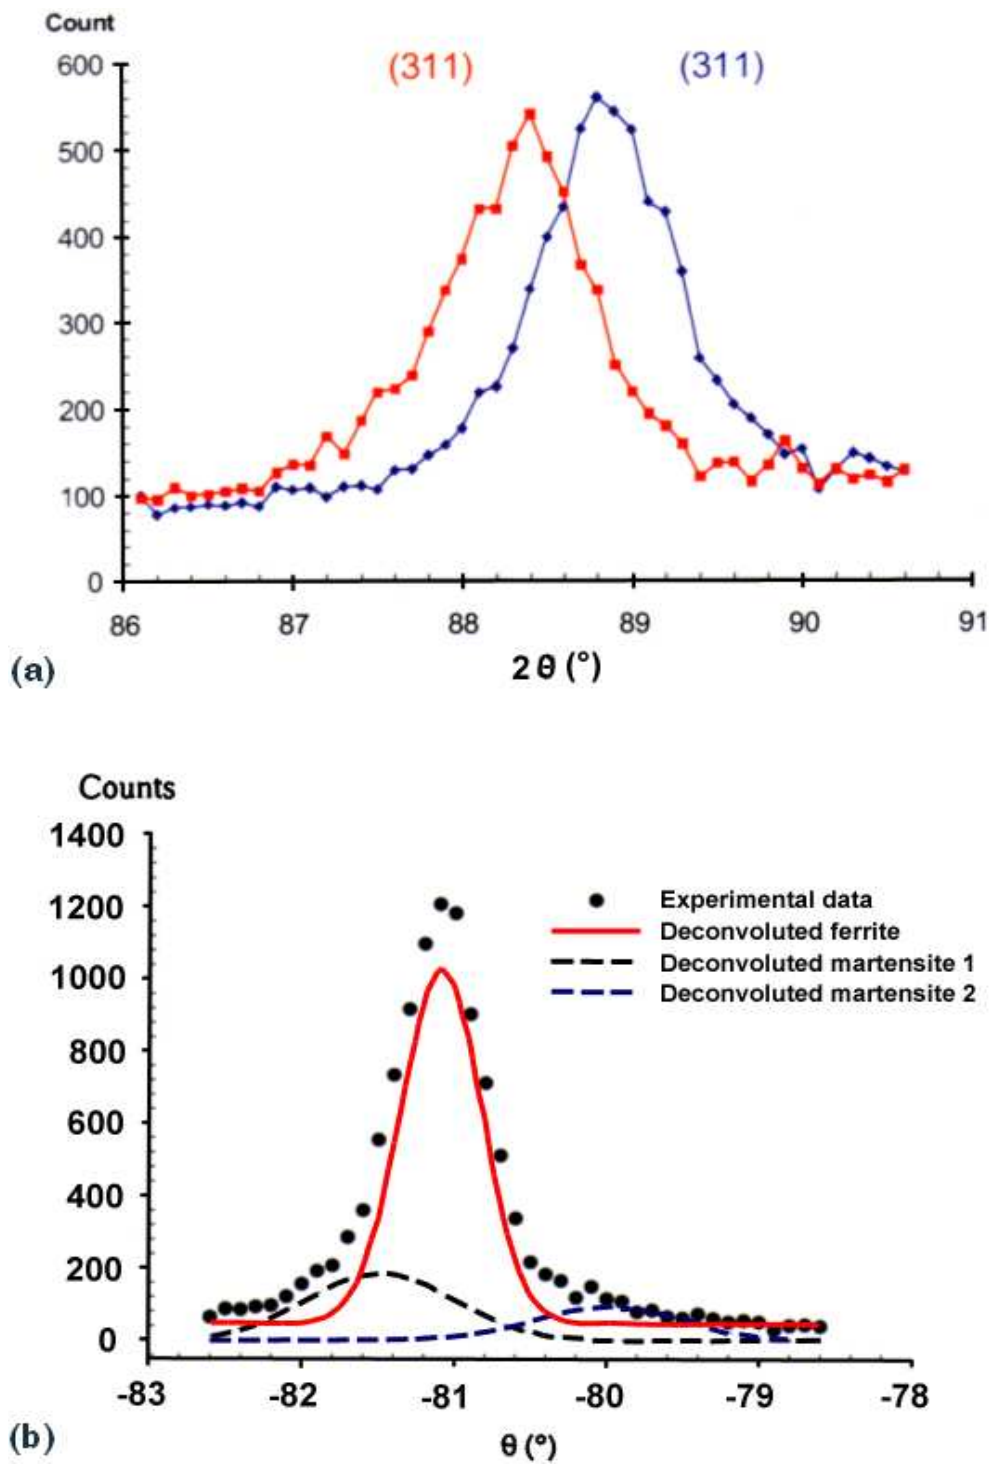 Count
(311)
(311)
600
500
400
300
200
100
0
86 87 88 89 90 91
2 θ (°)
(a)
Counts
1400
1200
1000
800
600
400
200
0
Experimental data
Deconvoluted ferrite
Deconvoluted martensite 1
Deconvoluted martensite 2
-83 -82 -81 -80 -79 -78
θ (°)
(b)